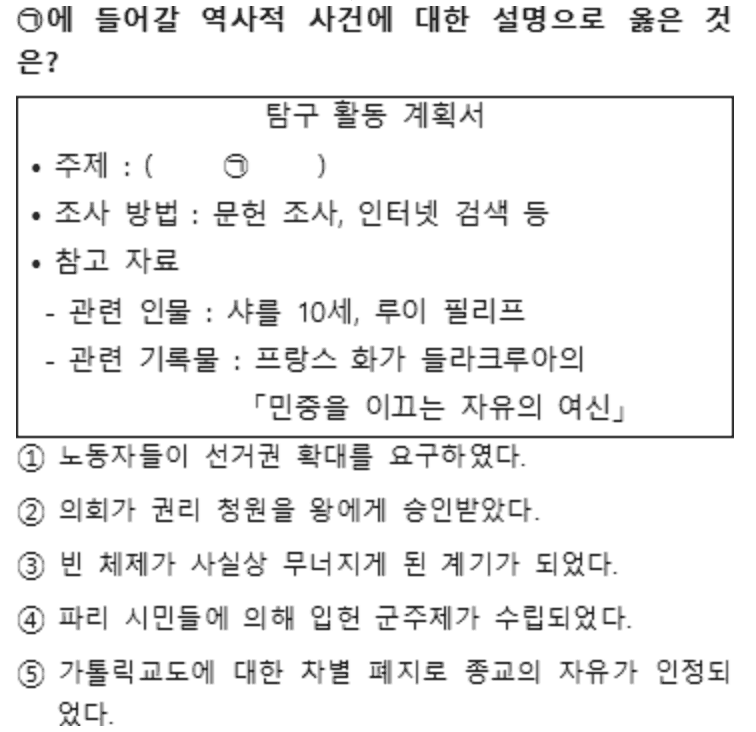 ㉠에 들어갈 역사적 사건에 대한 설명으로 옳은 것
은?
탐구 활동 계획서
• 주제 : ( ㉠ )
• 조사 방법 : 문헌 조사, 인터넷 검색 등
• 참고 자료
- 관련 인물 : 샤를 10세, 루이 필리프
- 관련 기록물 : 프랑스 화가 들라크루아의
「민중을 이끄는 자유의 여신」
① 노동자들이 선거권 확대를 요구하였다.
② 의회가 권리 청원을 왕에게 승인받았다.
③ 빈 체제가 사실상 무너지게 된 계기가 되었다.
④ 파리 시민들에 의해 입헌 군주제가 수립되었다.
⑤ 가톨릭교도에 대한 차별 폐지로 종교의 자유가 인정되
었다.